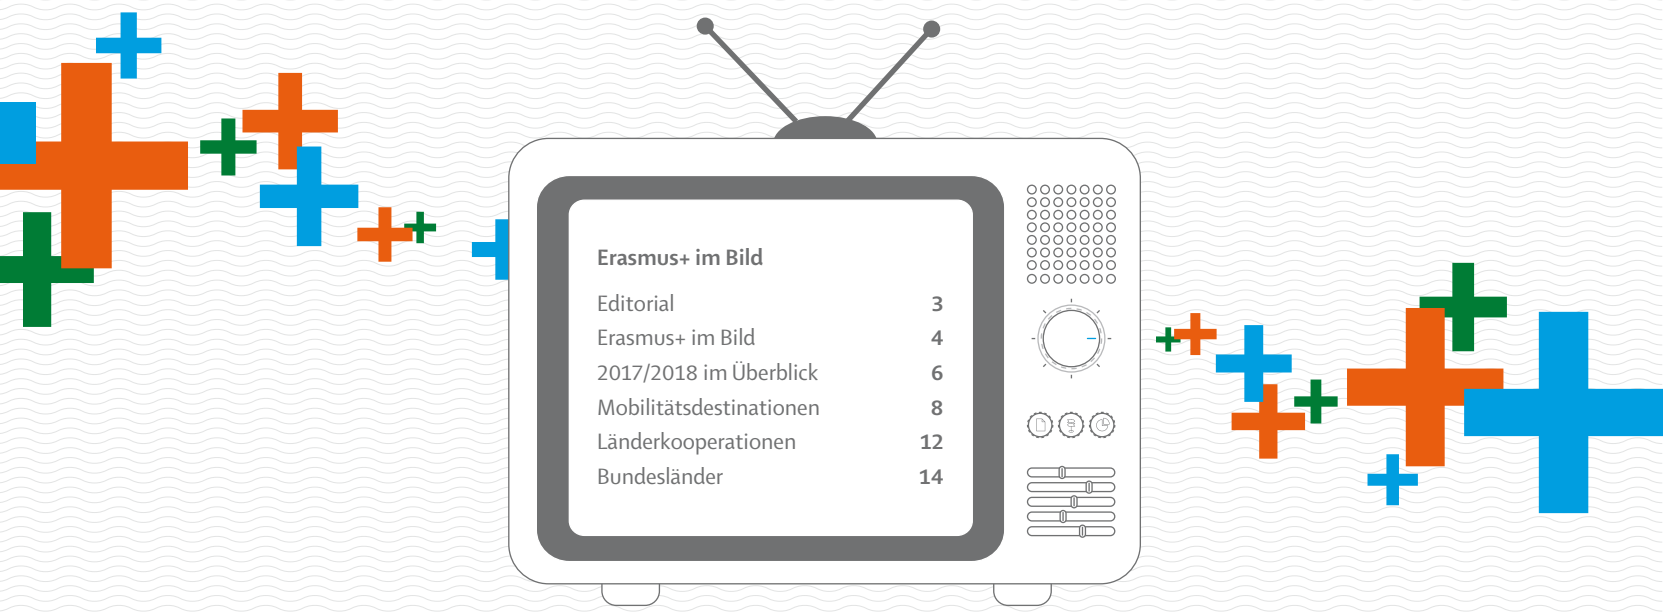 Erasmus+ im Bild
Editorial 3
Erasmus+ im Bild 4
2017/2018 im Überblick 6
Mobilitätsdestinationen 8
Länderkooperationen 12
Bundesländer 14